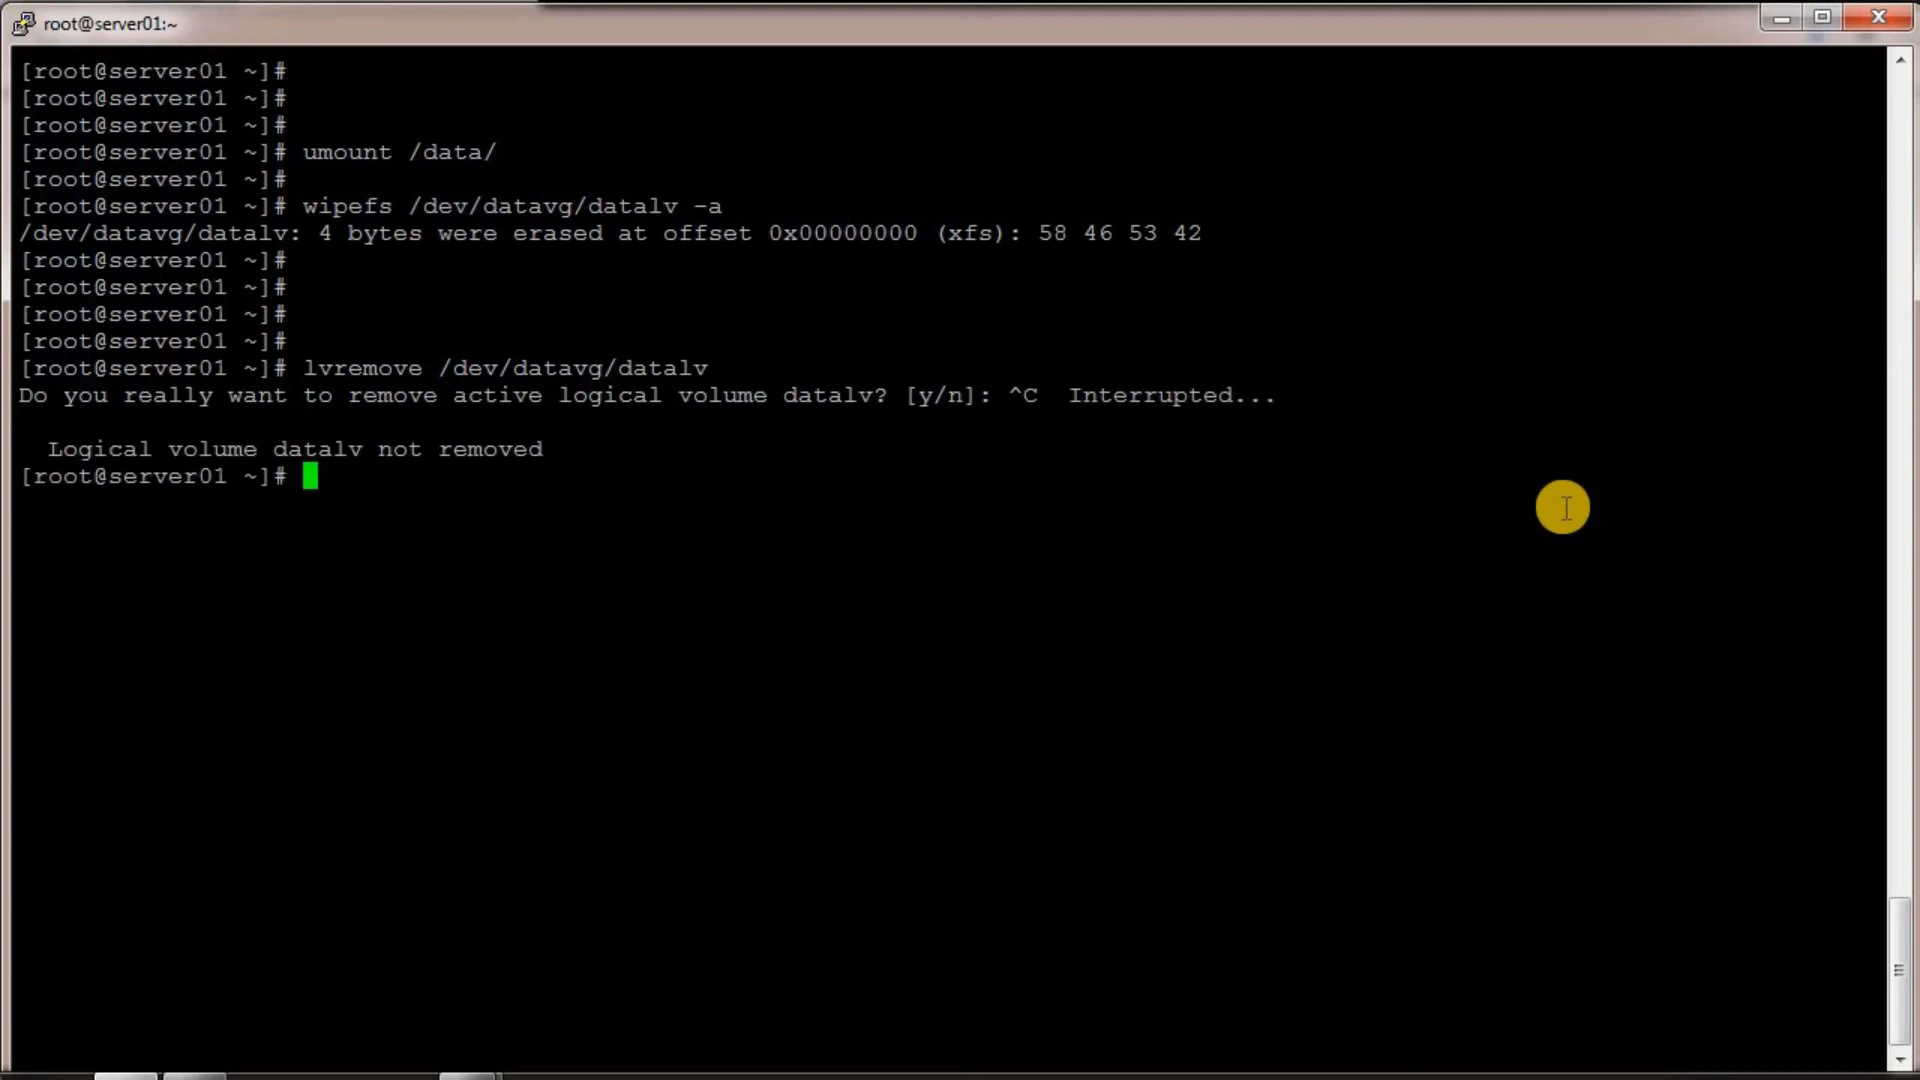 root@server01:~
[root@server01 ~]#
[root@server01 ~]#
[root@server01 ~]#
[root@server01 ~]# umount /data/
[root@server01 ~]#
[root@server01 ~]# wipefs /dev/datavg/datalv -a
/dev/datavg/datalv: 4 bytes were erased at offset 0x00000000 (xfs): 58 46 53 42
[root@server01 ~]#
[root@server01 ~]#
[root@server01 ~]#
[root@server01 ~]#
[root@server01 ~]# lvremove /dev/datavg/datalv
Do you really want to remove active logical volume datalv? [y/n]: ^C  Interrupted...
  Logical volume datalv not removed
[root@server01 ~]#